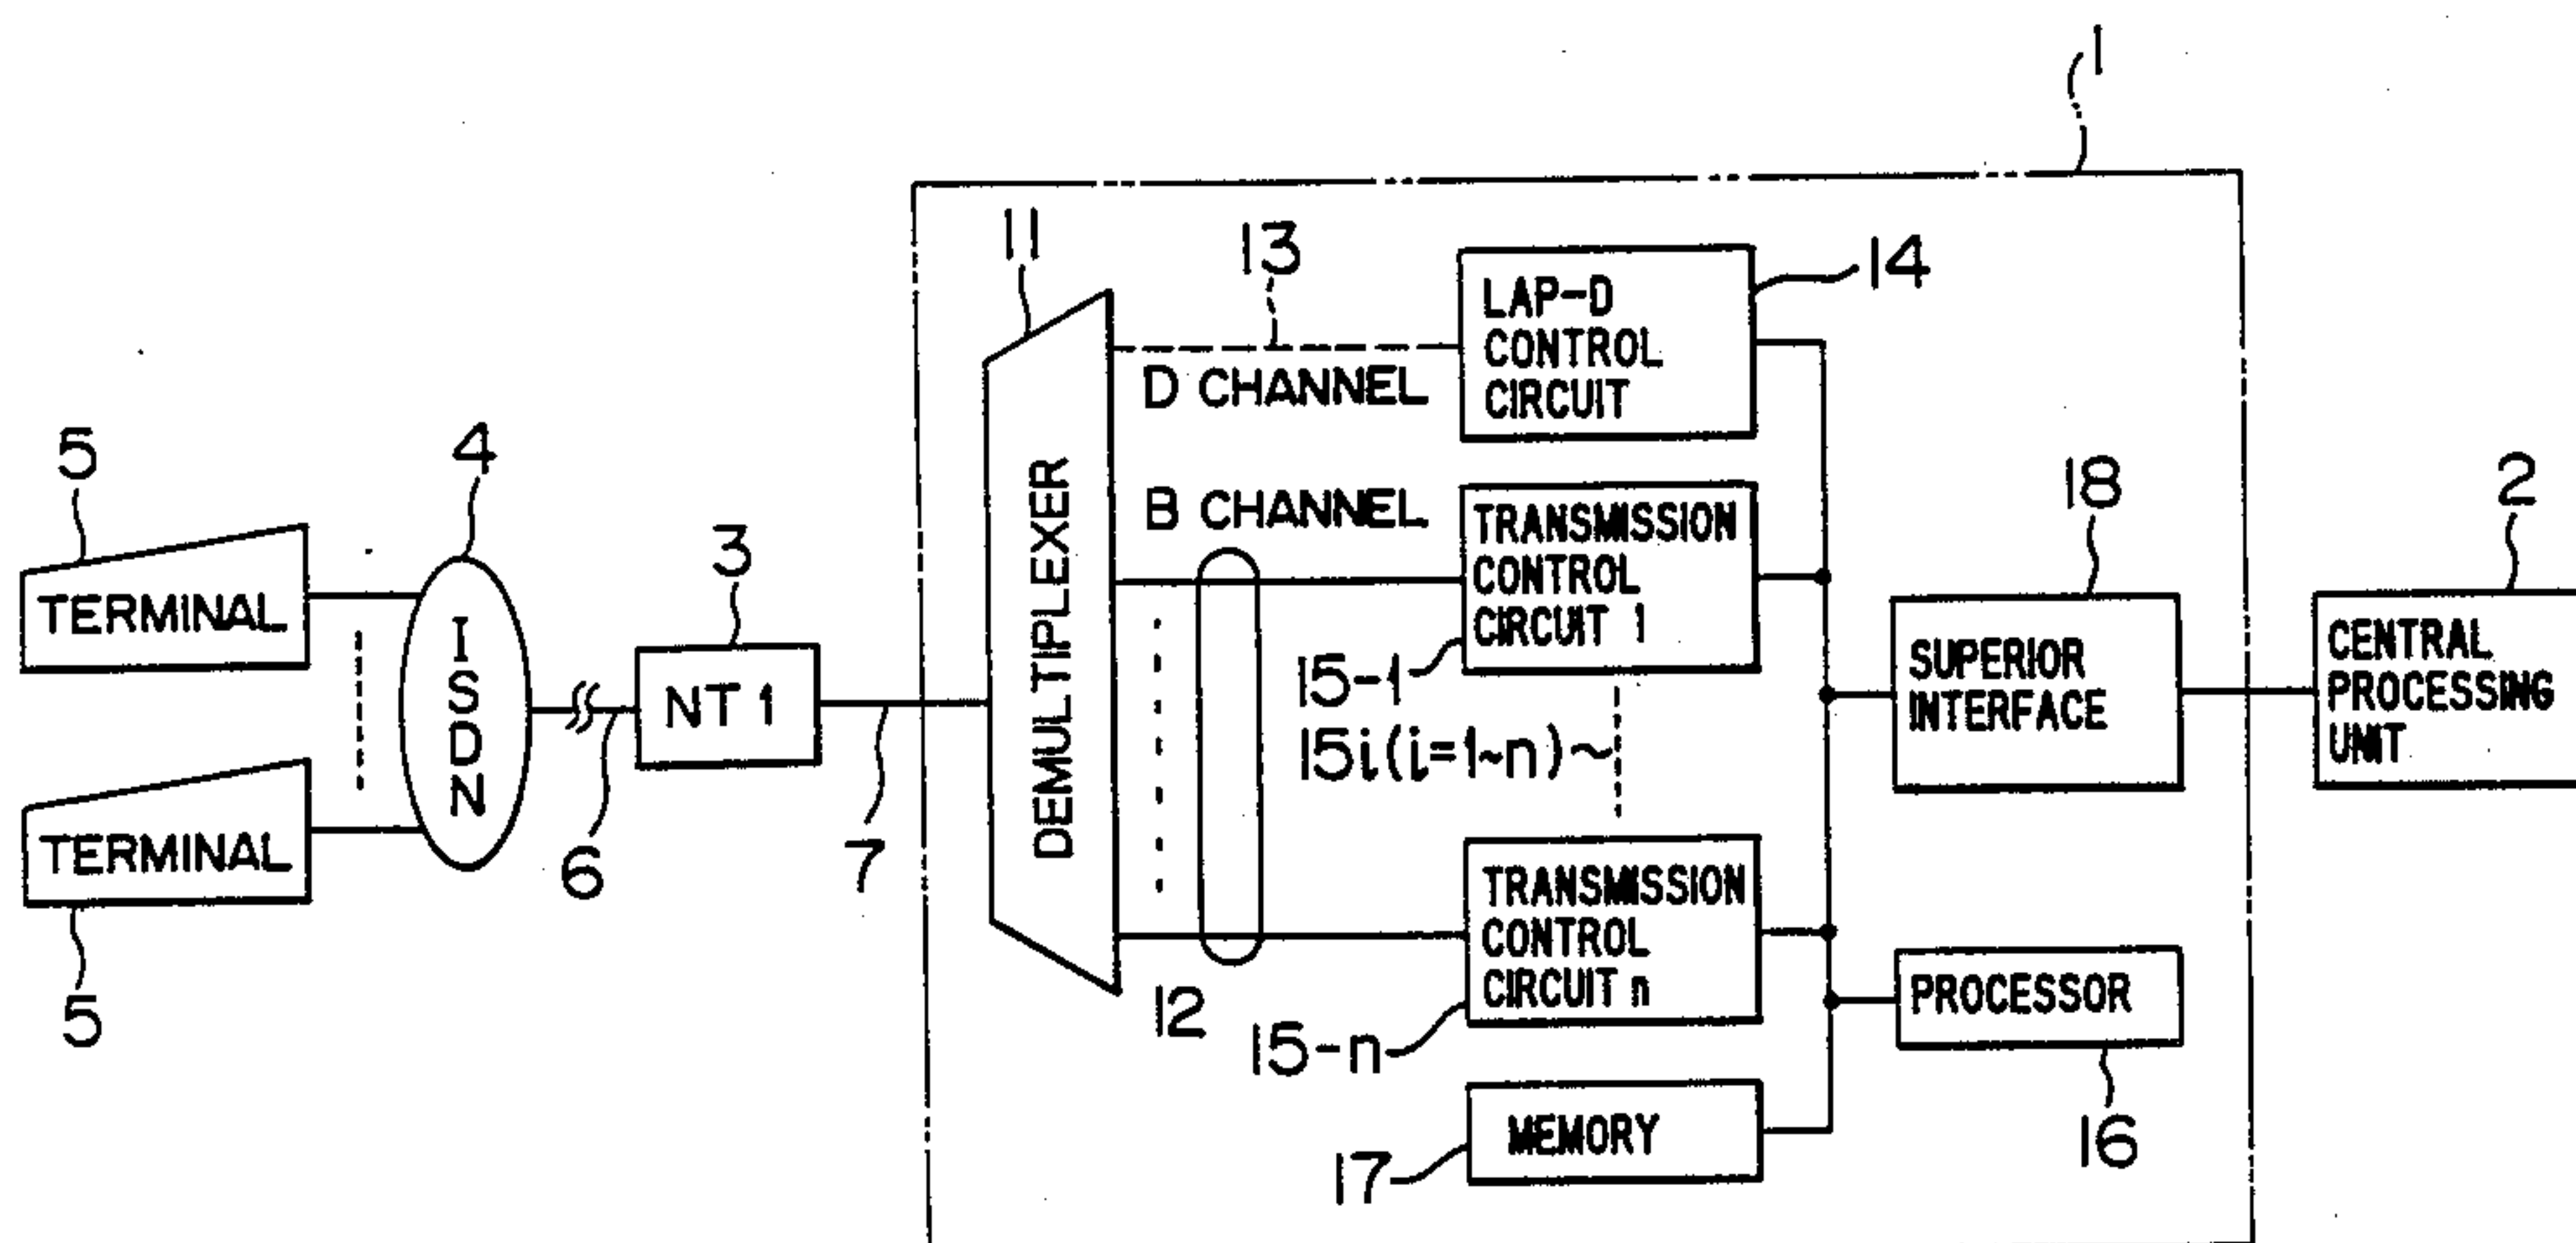 1
11
13
14
LAP-D
CONTROL
CIRCUIT
D CHANNEL
5
4
B CHANNEL
18
2
TERMINAL
ISDN
3
NT1
DEMULTIPLEXER
TRANSMISSION
CONTROL
CIRCUIT 1
15-1
SUPERIOR
INTERFACE
CENTRAL
PROCESSING
UNIT
15i(i=1~n)
TERMINAL
5
6
7
12
TRANSMISSION
CONTROL
CIRCUIT n
15-n
PROCESSOR
16
MEMORY
17